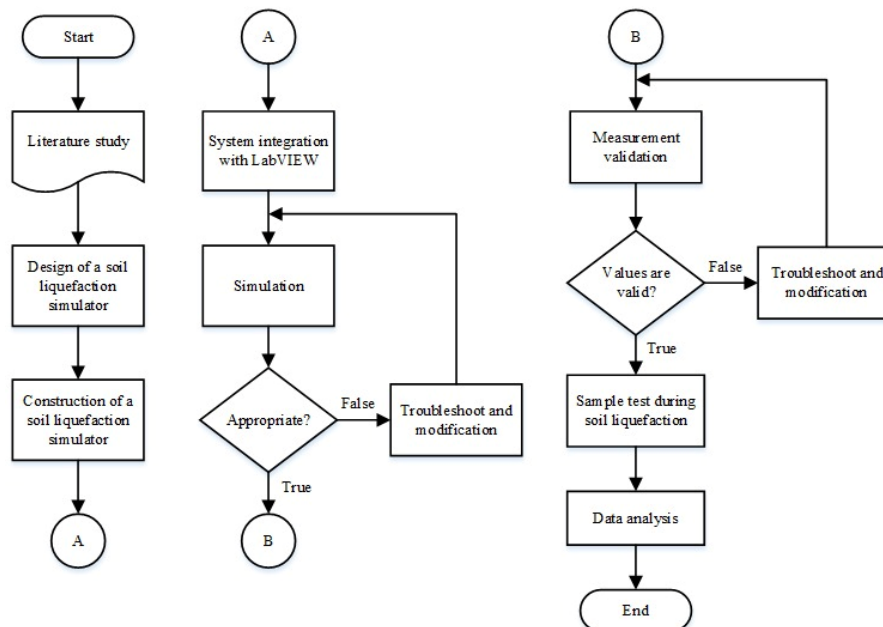 Start
Literature study
Design of a soil
liquefaction
simulator
Construction of a
soil liquefaction
simulator
A
A
System integration
with LabVIEW
Simulation
Appropriate?
False
Troubleshoot and
modification
True
B
B
Measurement
validation
Values are
valid?
False
Troubleshoot and
modification
True
Sample test during
soil liquefaction
Data analysis
End